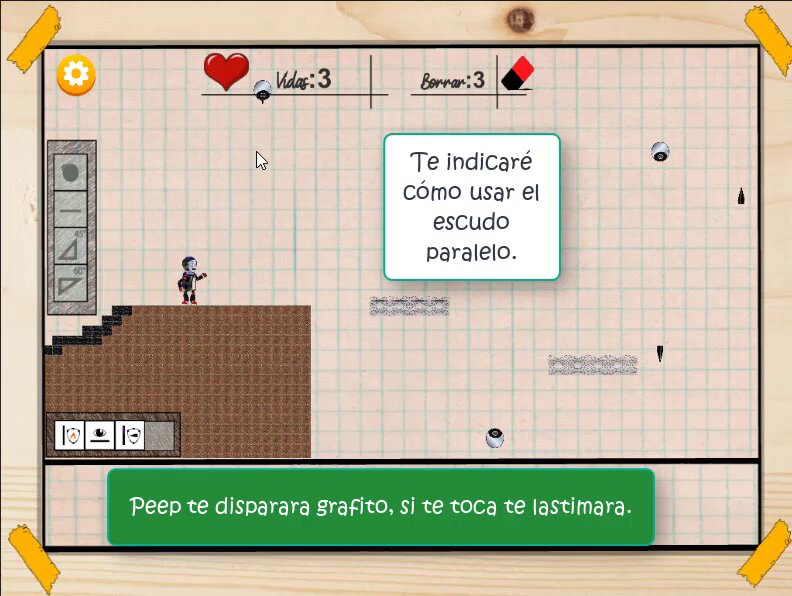 Vidas:3
Borrar:3
45°
60°
Te indicaré
cómo usar el
escudo
paralelo.
Peep te disparara grafito, si te toca te lastimara.